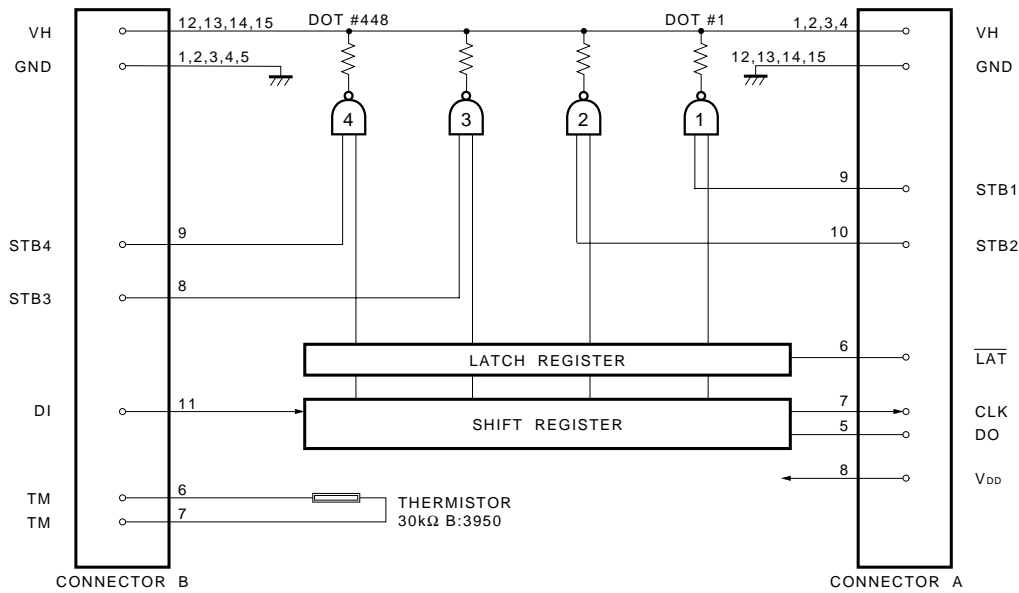 12,13,14,15 DOT #448 DOT #1 1,2,3,4
VH VH
1,2,3,4,5 12,13,14,15
GND GND
4 3 2 1
9 STB1
9 10
STB4 STB2
8
STB3
LATCH REGISTER 6 LAT
DI 11 7 CLK
SHIFT REGISTER 5 DO
8 VDD
6
TM THERMISTOR
7
TM 30kΩ B:3950
CONNECTOR B CONNECTOR A